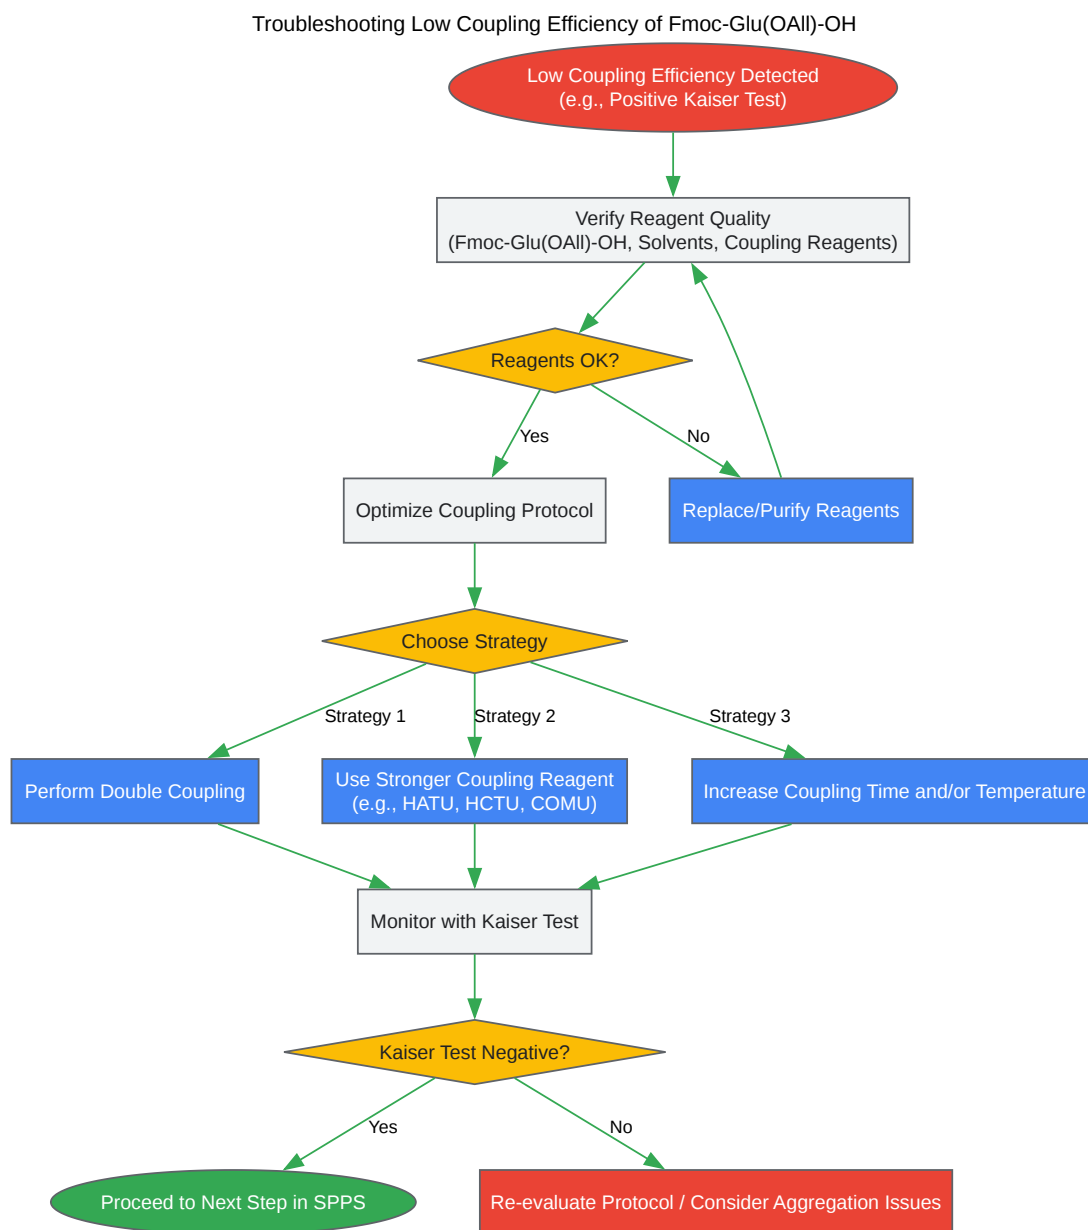 Troubleshooting Low Coupling Efficiency of Fmoc-Glu(OAll)-OH
Low Coupling Efficiency Detected
(e.g., Positive Kaiser Test)
Verify Reagent Quality
(Fmoc-Glu(OAll)-OH, Solvents, Coupling Reagents)
Reagents OK?
Yes
No
Optimize Coupling Protocol
Replace/Purify Reagents
Choose Strategy
Strategy 1
Strategy 2
Strategy 3
Perform Double Coupling
Use Stronger Coupling Reagent
(e.g., HATU, HCTU, COMU)
Increase Coupling Time and/or Temperature
Monitor with Kaiser Test
Kaiser Test Negative?
Yes
No
Proceed to Next Step in SPPS
Re-evaluate Protocol / Consider Aggregation Issues